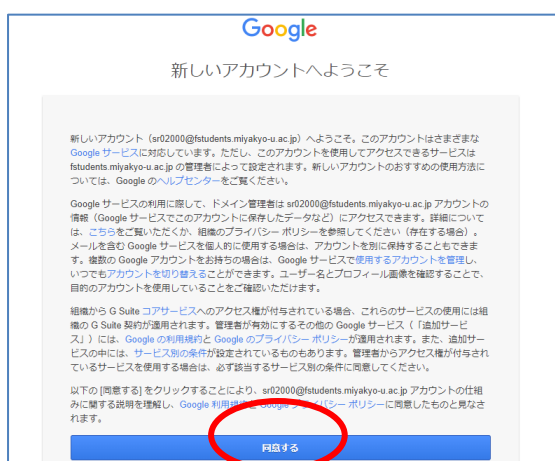 Google
新しいアカウントへようこそ
新しいアカウント（sr02000@fstudents.miyakyo-u.ac.jp）へようこそ。このアカウントはさまざまな
Google サービスに対応しています。ただし、このアカウントを使用してアクセスできるサービスは
fstudents.miyakyo-u.ac.jp の管理者によって設定されます。新しいアカウントのおすすめの使用方法に
ついては、Google のヘルプセンターをご覧ください。
Google サービスの利用に際して、ドメイン管理者は sr02000@fstudents.miyakyo-u.ac.jp アカウントの
情報（Google サービスでこのアカウントに保存したデータなど）にアクセスできます。詳細について
は、こちらをご覧いただくか、組織のプライバシー ポリシーを参照してください（存在する場合）。
メールを含む Google サービスを個人的に使用する場合は、アカウントを別に保持することもできま
す。複数の Google アカウントをお持ちの場合は、Google サービスで使用するアカウントを管理し、
いつでもアカウントを切り替えることができます。ユーザー名とプロフィール画像を確認することで、
目的のアカウントを使用していることをご確認いただけます。
組織から G Suite コアサービスへのアクセス権が付与されている場合、これらのサービスの使用には組
織の G Suite 契約が適用されます。管理者が有効にするその他の Google サービス（「追加サービ
ス」）には、Google の利用規約と Google のプライバシー ポリシーが適用されます。また、追加サー
ビスの中には、サービス別の条件が設定されているものもあります。管理者からアクセス権が付与され
ているサービスを使用する場合は、必ず該当するサービス別の条件に同意してください。
以下の [同意する] をクリックすることにより、sr02000@fstudents.miyakyo-u.ac.jp アカウントの仕組
みに関する説明を理解し、Google 利用規約と Google プライバシー ポリシーに同意したものと見なさ
れます。
同意する